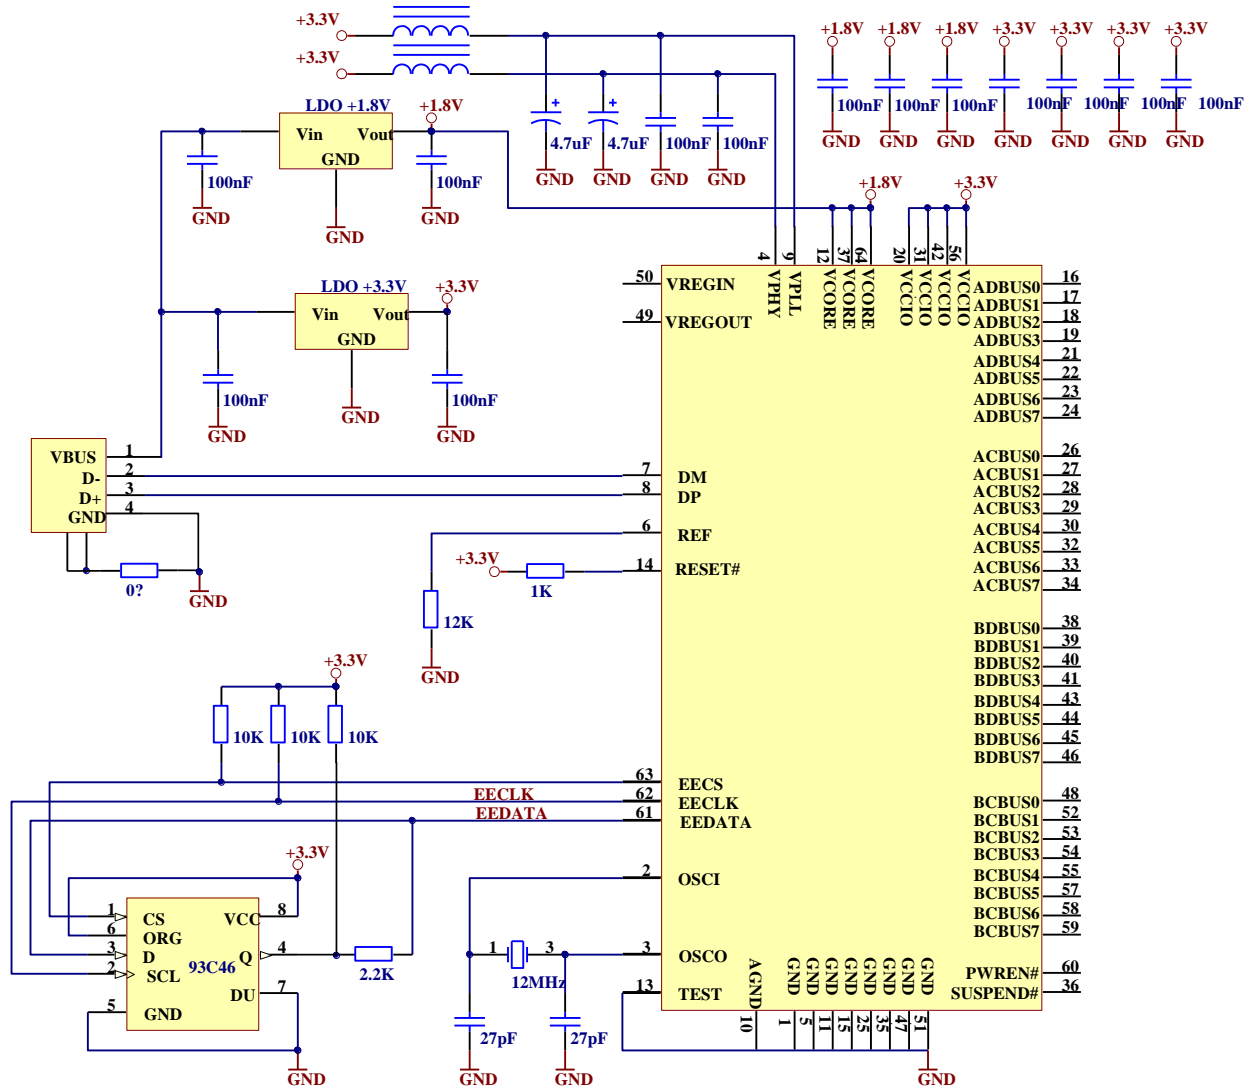 +3.3V
+3.3V
+1.8V +1.8V +1.8V +3.3V +3.3V +3.3V +3.3V
100nF 100nF 100nF 100nF 100nF 100nF 100nF
GND GND GND GND GND GND GND
LDO +1.8V
+1.8V
Vin Vout
GND
100nF
GND
GND
100nF
GND
+
4.7uF
GND
+
4.7uF
GND
100nF
GND
100nF
GND
+1.8V
+3.3V
LDO +3.3V
+3.3V
Vin Vout
GND
100nF
GND
GND
100nF
GND
4 9 12 37 64 20 31 42 56
VPHY VPLL VCORE VCORE VCORE VCCIO VCCIO VCCIO VCCIO
50 VREGIN
49 VREGOUT
ADBUS0 16
ADBUS1 17
ADBUS2 18
ADBUS3 19
ADBUS4 21
ADBUS5 22
ADBUS6 23
ADBUS7 24
ACBUS0 26
ACBUS1 27
ACBUS2 28
ACBUS3 29
ACBUS4 30
ACBUS5 32
ACBUS6 33
ACBUS7 34
BDBUS0 38
BDBUS1 39
BDBUS2 40
BDBUS3 41
BDBUS4 43
BDBUS5 44
BDBUS6 45
BDBUS7 46
BCBUS0 48
BCBUS1 52
BCBUS2 53
BCBUS3 54
BCBUS4 55
BCBUS5 57
BCBUS6 58
BCBUS7 59
PWREN# 60
SUSPEND# 36
VBUS 1
D- 2
D+ 3
GND 4
0?
GND
7 DM
8 DP
6 REF
14 RESET#
+3.3V
1K
12K
GND
+3.3V
10K 10K 10K
63 EECS
EECLK 62 EECLK
EEDATA 61 EEDATA
+3.3V
1 CS
6 ORG
3 D
2 SCL
5 GND
93C46
VCC 8
Q 4
DU 7
2.2K
GND
2 OSCI
3 OSCO
13 TEST
1 3
12MHz
27pF
GND
27pF
GND
AGND GND GND GND GND GND GND GND GND
10 1 5 11 15 25 35 47 51
GND